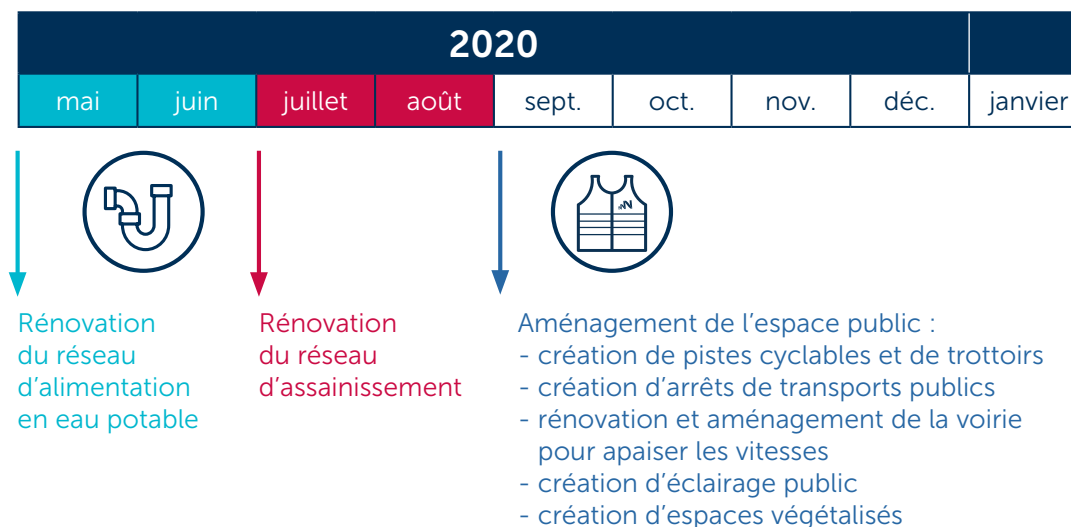 2020
mai juin juillet août sept. oct. nov. déc. janvier
Rénovation
du réseau
d'alimentation
en eau potable
Rénovation
du réseau
d'assainissement
Aménagement de l'espace public :
- création de pistes cyclables et de trottoirs
- création d'arrêts de transports publics
- rénovation et aménagement de la voirie
pour apaiser les vitesses
- création d'éclairage public
- création d'espaces végétalisés